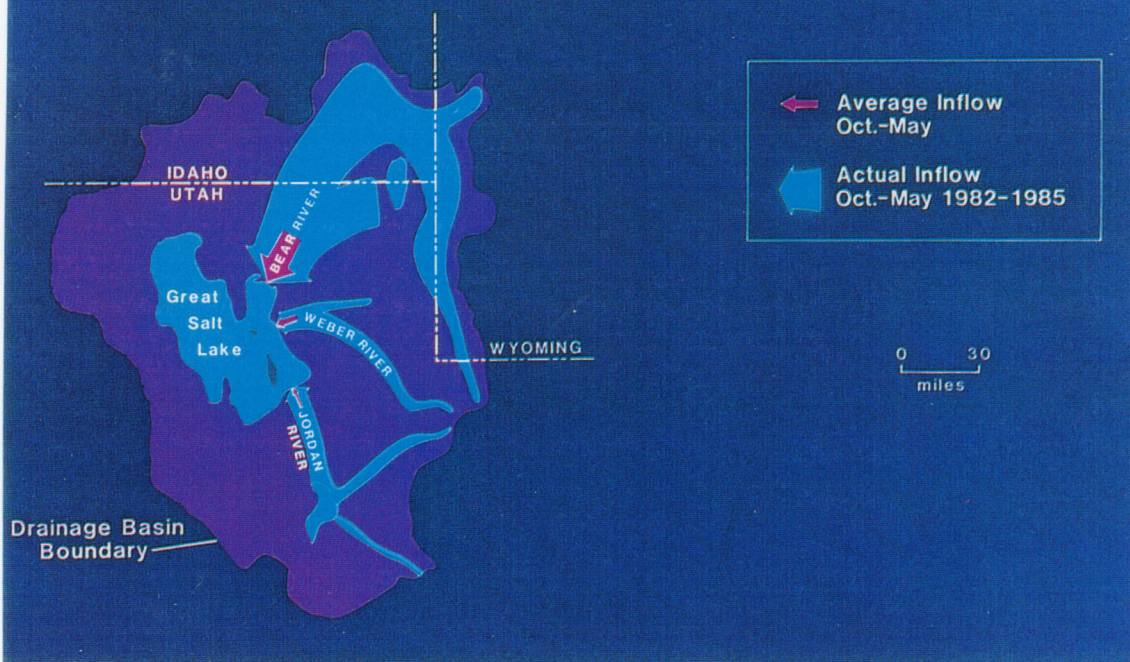 IDAHO
UTAH
BEAR RIVER
Great
Salt
Lake
WEBER RIVER
WYOMING
JORDAN
RIVER
Drainage Basin
Boundary
Average Inflow
Oct.-May
Actual Inflow
Oct.-May 1982-1985
0 30
miles